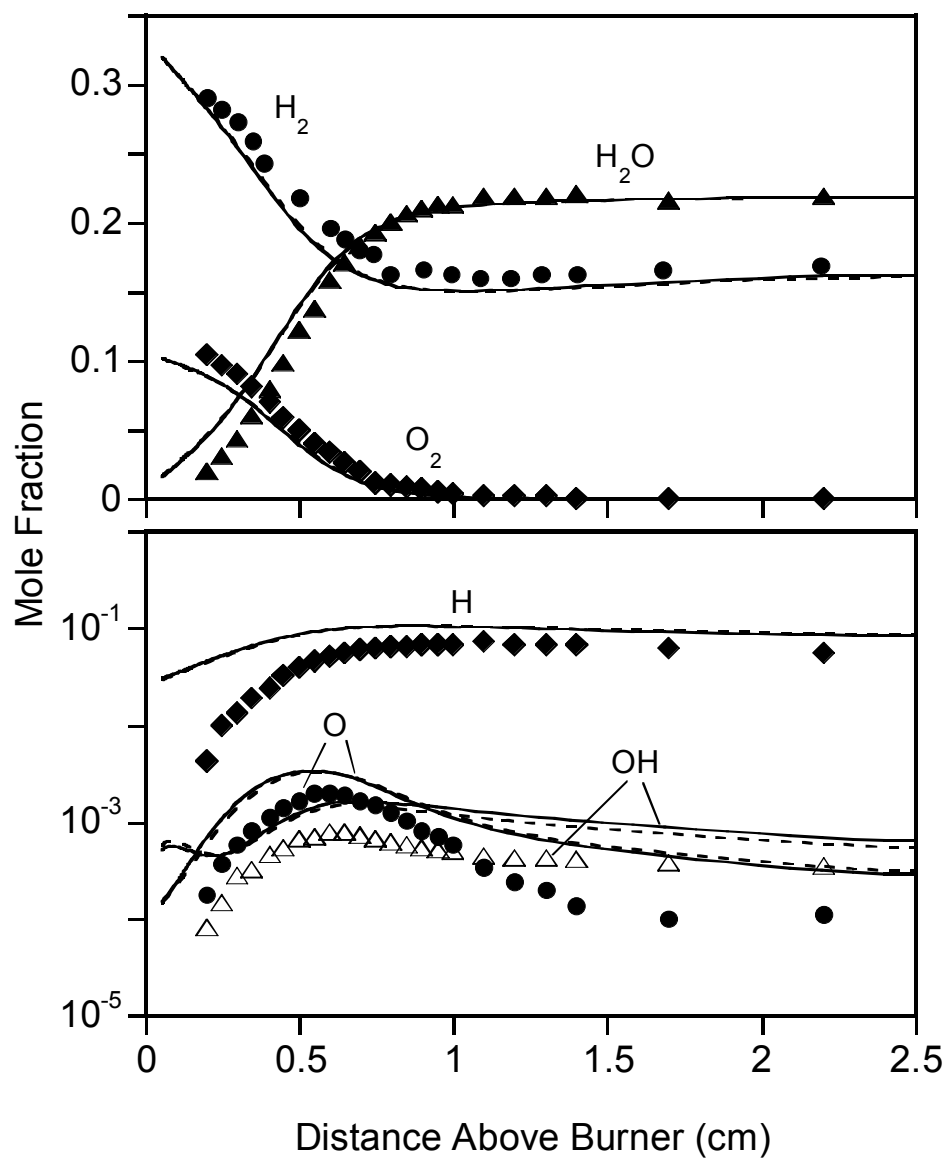 0.3
H₂
H₂O
0.2
0.1
O₂
0
Mole Fraction
H
10⁻¹
O
OH
10⁻³
10⁻⁵
0 0.5 1 1.5 2 2.5
Distance Above Burner (cm)